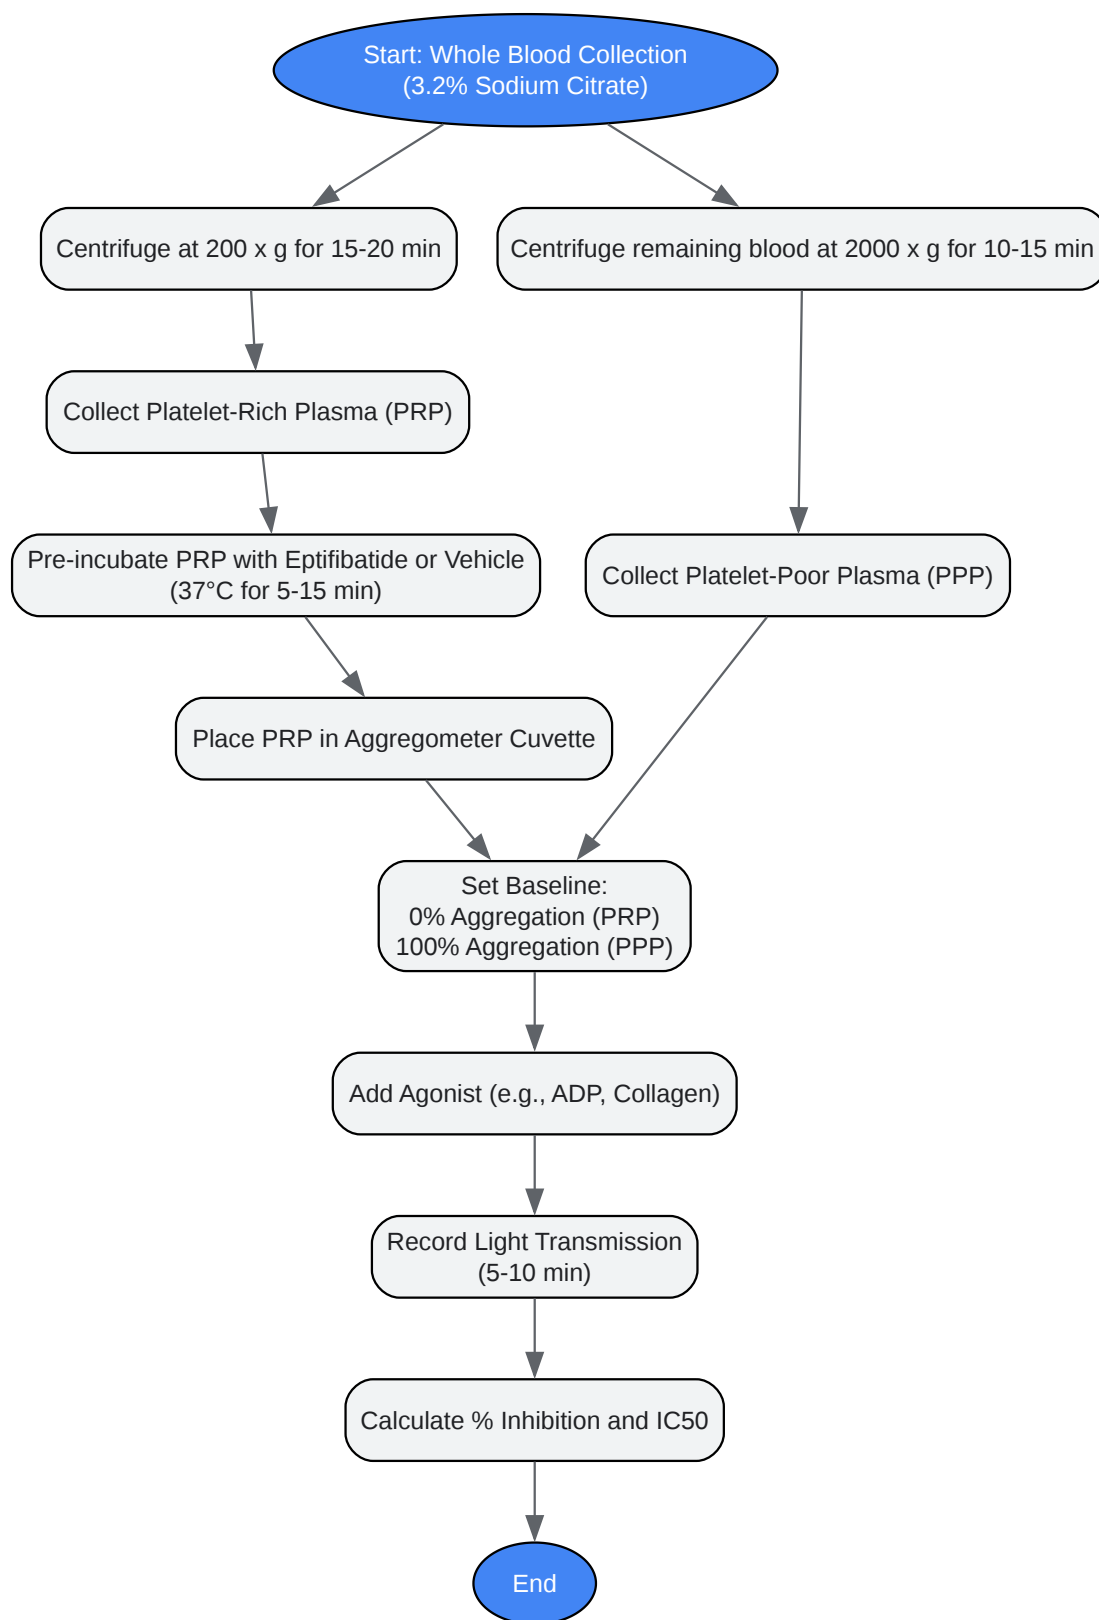 Start: Whole Blood Collection
(3.2% Sodium Citrate)
Centrifuge at 200 x g for 15-20 min
Centrifuge remaining blood at 2000 x g for 10-15 min
Collect Platelet-Rich Plasma (PRP)
Pre-incubate PRP with Eptifibatide or Vehicle
(37°C for 5-15 min)
Collect Platelet-Poor Plasma (PPP)
Place PRP in Aggregometer Cuvette
Set Baseline:
0% Aggregation (PRP)
100% Aggregation (PPP)
Add Agonist (e.g., ADP, Collagen)
Record Light Transmission
(5-10 min)
Calculate % Inhibition and IC50
End